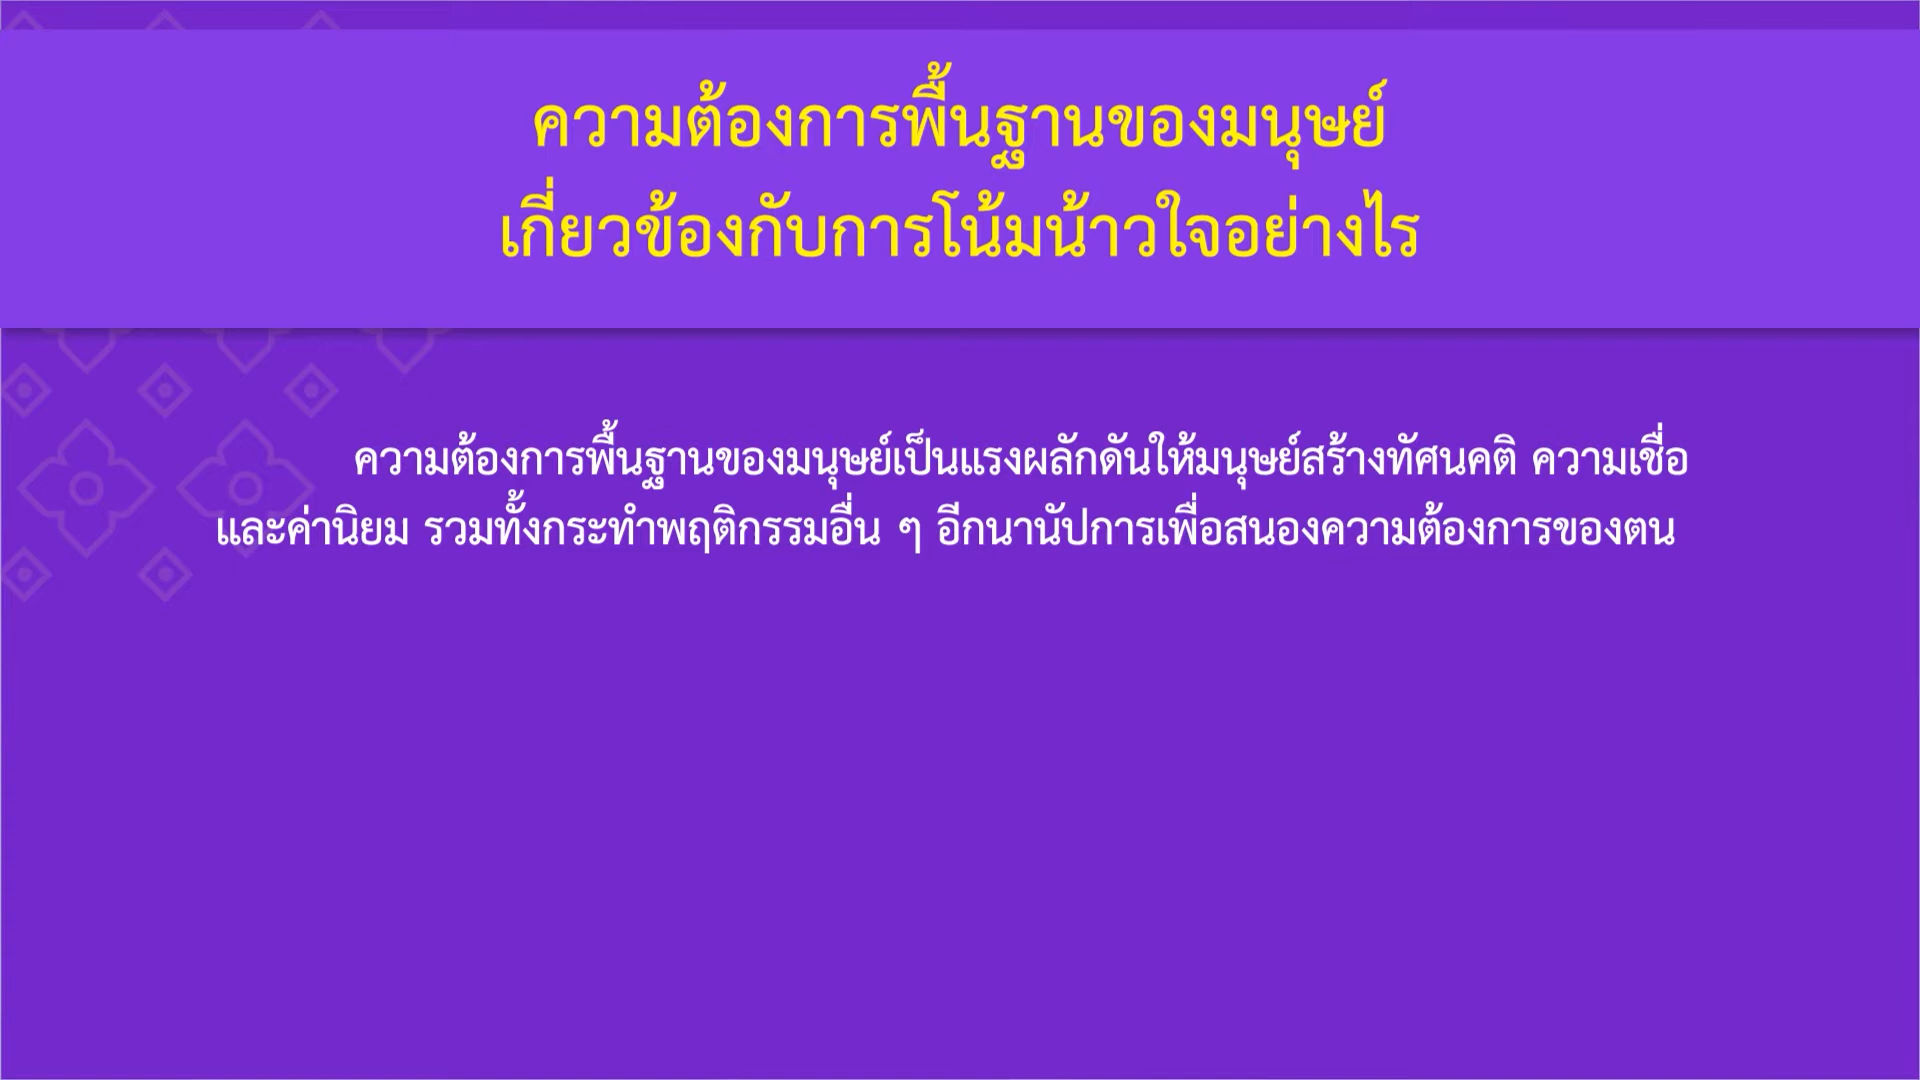 ความต้องการพื้นฐานของมนุษย์
เกี่ยวข้องกับการโน้มน้าวใจอย่างไร
ความต้องการพื้นฐานของมนุษย์เป็นแรงผลักดันให้มนุษย์สร้างทัศนคติ ความเชื่อ
และค่านิยม รวมทั้งกระทำพฤติกรรมอื่น ๆ อีกนานัปการเพื่อสนองความต้องการของตน